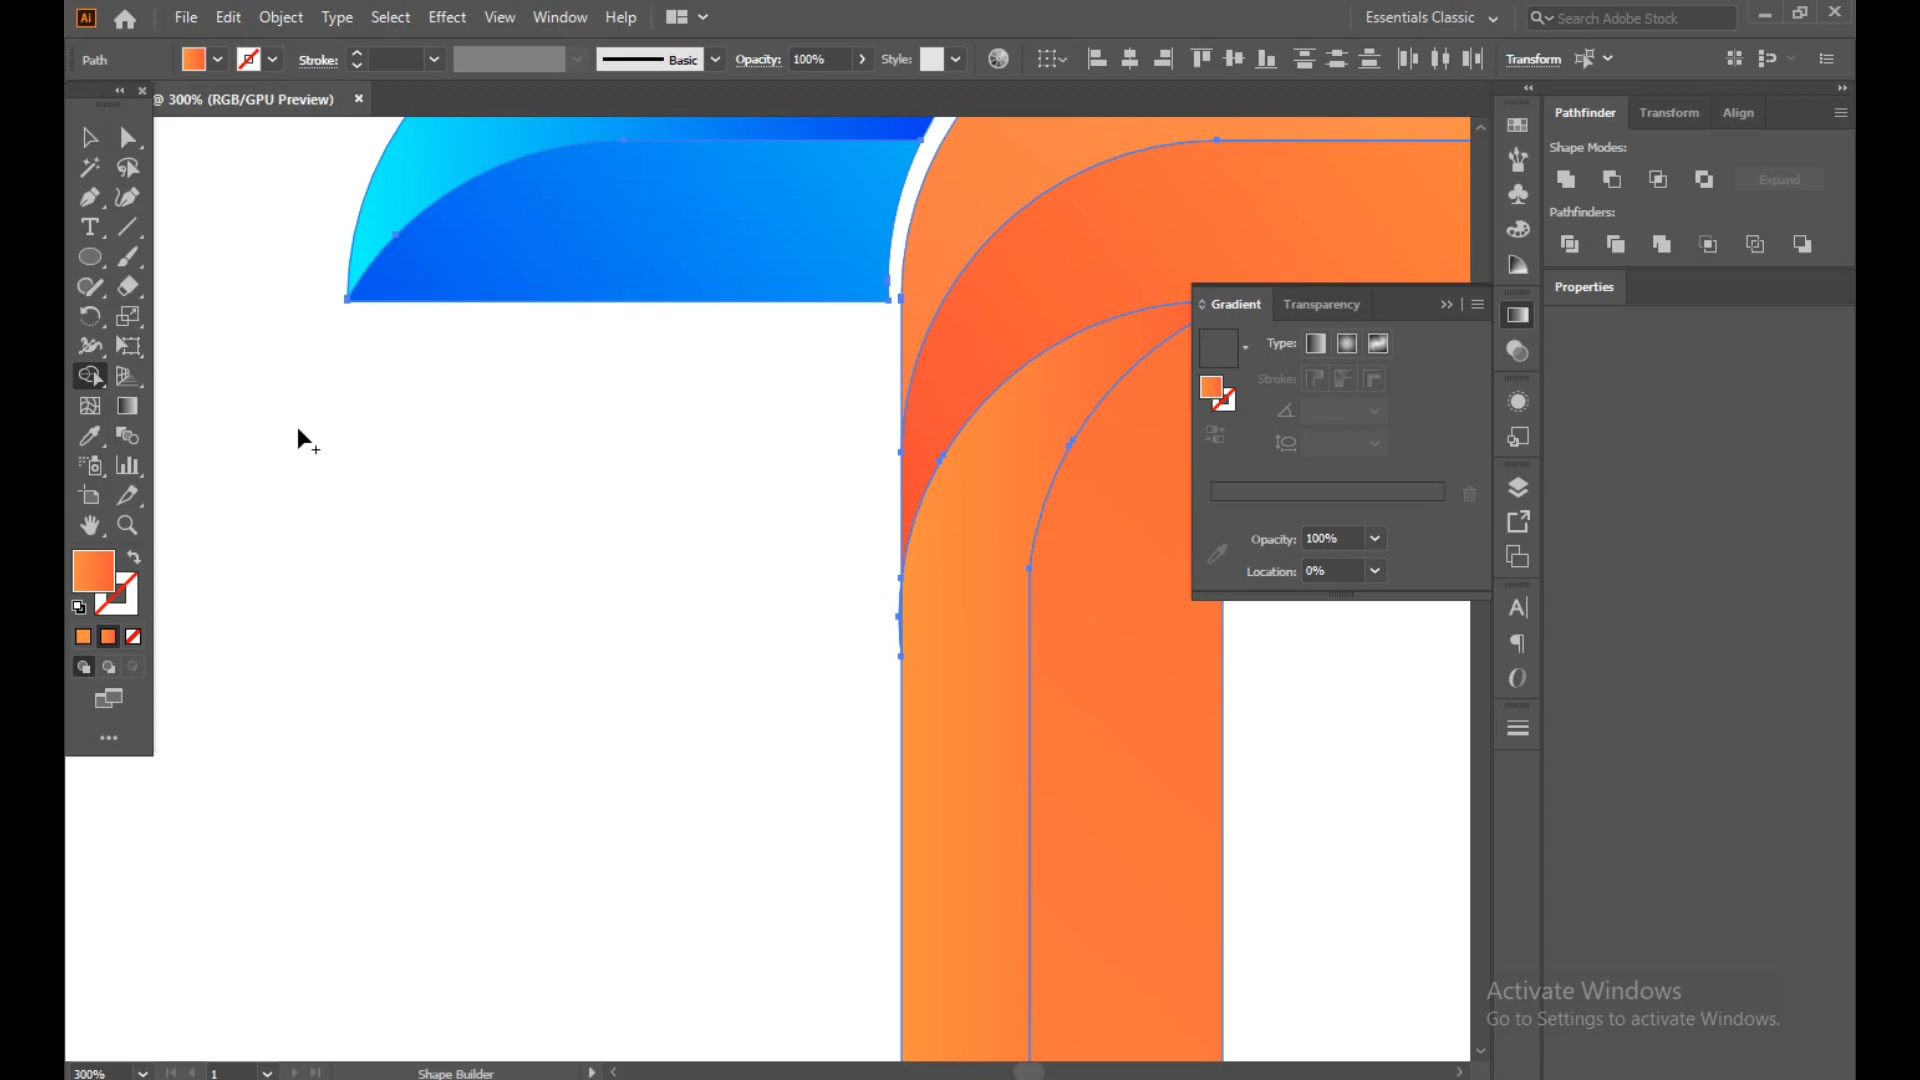 Ai File Edit Object Type Select Effect View Window Help Essentials Classic Search Adobe Stock
Path Stroke: Basic Opacity: 100% Style: Transform
@ 300% (RGB/GPU Preview)
Pathfinder Transform Align
Shape Modes:
Expand
Pathfinders:
Properties
Gradient Transparency
Type:
Stroke:
Opacity: 100%
Location: 0%
Activate Windows
Go to Settings to activate Windows.
300% 1 Shape Builder